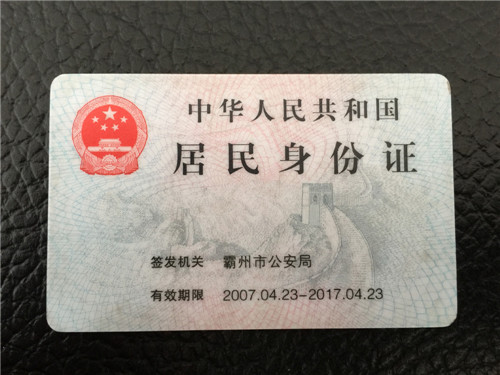 中华人民共和国
居民身份证
签发机关 霸州市公安局
有效期限 2007.04.23-2017.04.23